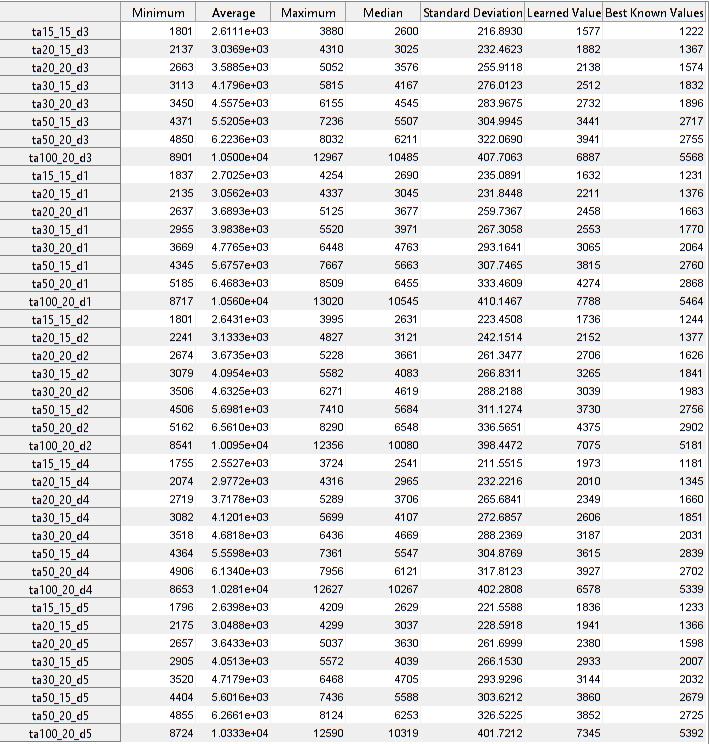 Minimum Average Maximum Median Standard Deviation Learned Value Best Known Values
ta15_15_d3 1801 2.6111e+03 3880 2600 216.8930 1577 1222
ta20_15_d3 2137 3.0369e+03 4310 3025 232.4623 1882 1367
ta20_20_d3 2663 3.5885e+03 5052 3576 255.9118 2138 1574
ta30_15_d3 3113 4.1796e+03 5815 4167 276.0123 2512 1832
ta30_20_d3 3450 4.5575e+03 6155 4545 283.9675 2732 1896
ta50_15_d3 4371 5.5205e+03 7236 5507 304.9945 3441 2717
ta50_20_d3 4850 6.2236e+03 8032 6211 322.0690 3941 2755
ta100_20_d3 8901 1.0500e+04 12967 10485 407.7063 6887 5568
ta15_15_d1 1837 2.7025e+03 4254 2690 235.0891 1632 1231
ta20_15_d1 2135 3.0562e+03 4337 3045 231.8448 2211 1376
ta20_20_d1 2637 3.6893e+03 5125 3677 259.7367 2458 1663
ta30_15_d1 2955 3.9838e+03 5520 3971 267.3058 2553 1770
ta30_20_d1 3669 4.7765e+03 6448 4763 293.1641 3065 2064
ta50_15_d1 4345 5.6757e+03 7667 5663 307.7465 3815 2760
ta50_20_d1 5185 6.4683e+03 8509 6455 333.4609 4274 2868
ta100_20_d1 8717 1.0560e+04 13020 10545 410.1467 7788 5464
ta15_15_d2 1801 2.6431e+03 3995 2631 223.4508 1736 1244
ta20_15_d2 2241 3.1333e+03 4827 3121 242.1514 2152 1377
ta20_20_d2 2674 3.6735e+03 5228 3661 261.3477 2706 1626
ta30_15_d2 3079 4.0954e+03 5582 4083 266.8311 3265 1841
ta30_20_d2 3506 4.6325e+03 6271 4619 288.2188 3039 1983
ta50_15_d2 4506 5.6981e+03 7410 5684 311.1274 3730 2756
ta50_20_d2 5162 6.5610e+03 8290 6548 336.5651 4375 2902
ta100_20_d2 8541 1.0095e+04 12356 10080 398.4472 7075 5181
ta15_15_d4 1755 2.5527e+03 3724 2541 211.5515 1973 1181
ta20_15_d4 2074 2.9772e+03 4316 2965 232.2216 2010 1345
ta20_20_d4 2719 3.7178e+03 5289 3706 265.6841 2349 1660
ta30_15_d4 3082 4.1201e+03 5699 4107 272.6857 2606 1851
ta30_20_d4 3518 4.6818e+03 6436 4669 288.2369 3187 2031
ta50_15_d4 4364 5.5598e+03 7361 5547 304.8769 3615 2839
ta50_20_d4 4906 6.1340e+03 7956 6121 317.8123 3927 2702
ta100_20_d4 8653 1.0281e+04 12627 10267 402.2808 6578 5339
ta15_15_d5 1796 2.6398e+03 4209 2629 221.5588 1836 1233
ta20_15_d5 2175 3.0488e+03 4299 3037 228.5918 1941 1366
ta20_20_d5 2657 3.6433e+03 5037 3630 261.6999 2380 1598
ta30_15_d5 2905 4.0513e+03 5572 4039 266.1530 2933 2007
ta30_20_d5 3520 4.7179e+03 6468 4705 293.9296 3144 2032
ta50_15_d5 4404 5.6016e+03 7436 5588 303.6212 3860 2679
ta50_20_d5 4855 6.2661e+03 8124 6253 326.5225 3852 2725
ta100_20_d5 8724 1.0333e+04 12590 10319 401.7212 7345 5392